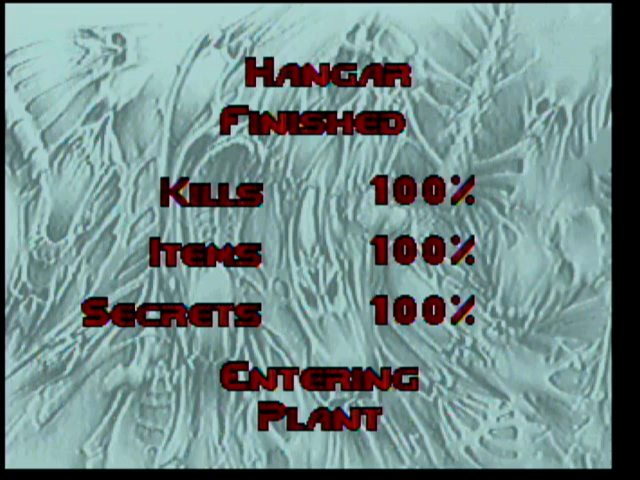 Hangar
Finished
Kills 100%
Items 100%
Secrets 100%
Entering
Plant